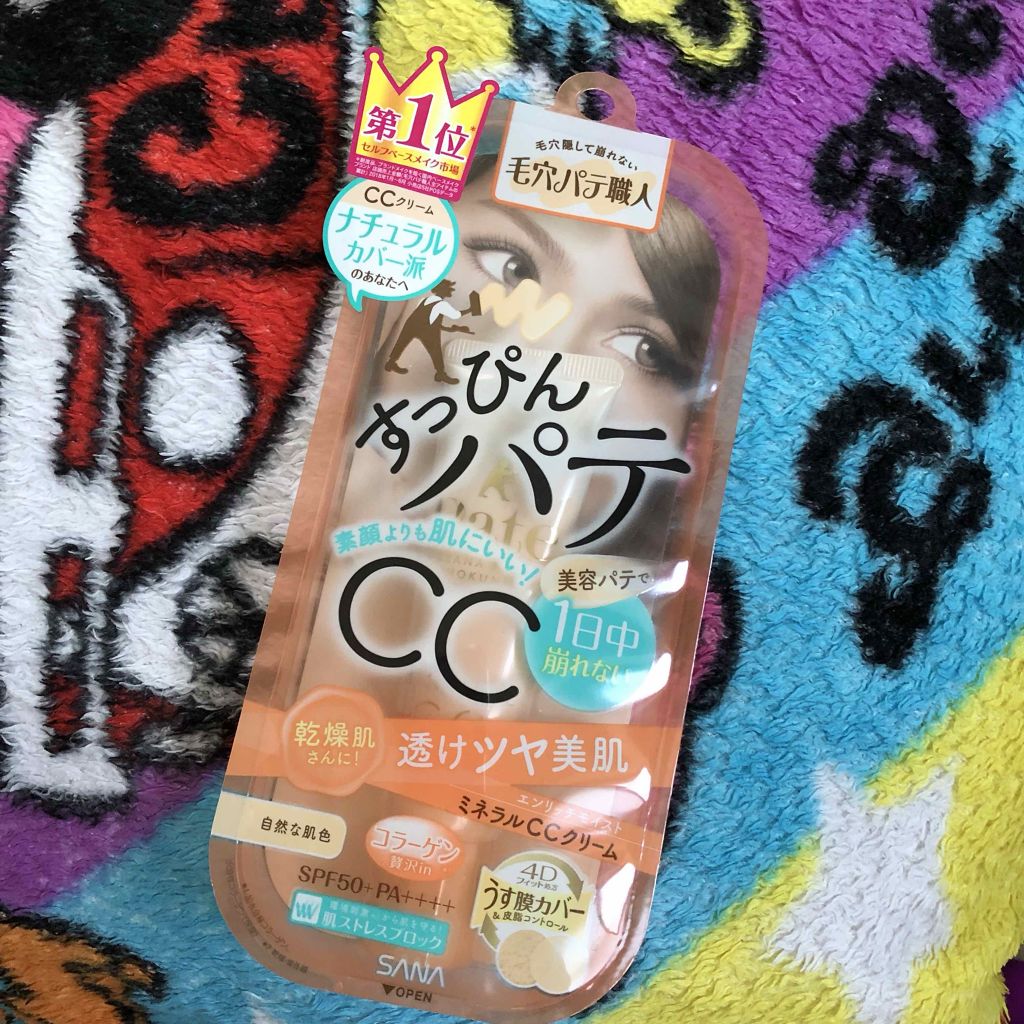 第1位*
セルフベースメイク市場
CCクリーム
ナチュラル
カバー派
のあなたへ
毛穴隠して崩れない
毛穴パテ職人
すっぴん
パテ
素顔よりも肌にいい!
CC
美容パテで
1日中
崩れない
乾燥肌
さんに!
透けツヤ美肌
エンリッチモイスト
ミネラルCCクリーム
自然な肌色
コラーゲン
贅沢in
SPF50+PA++++
肌ストレスブロック
4D
フィット処方
うす膜カバー
&皮脂コントロール
SANA
▼OPEN